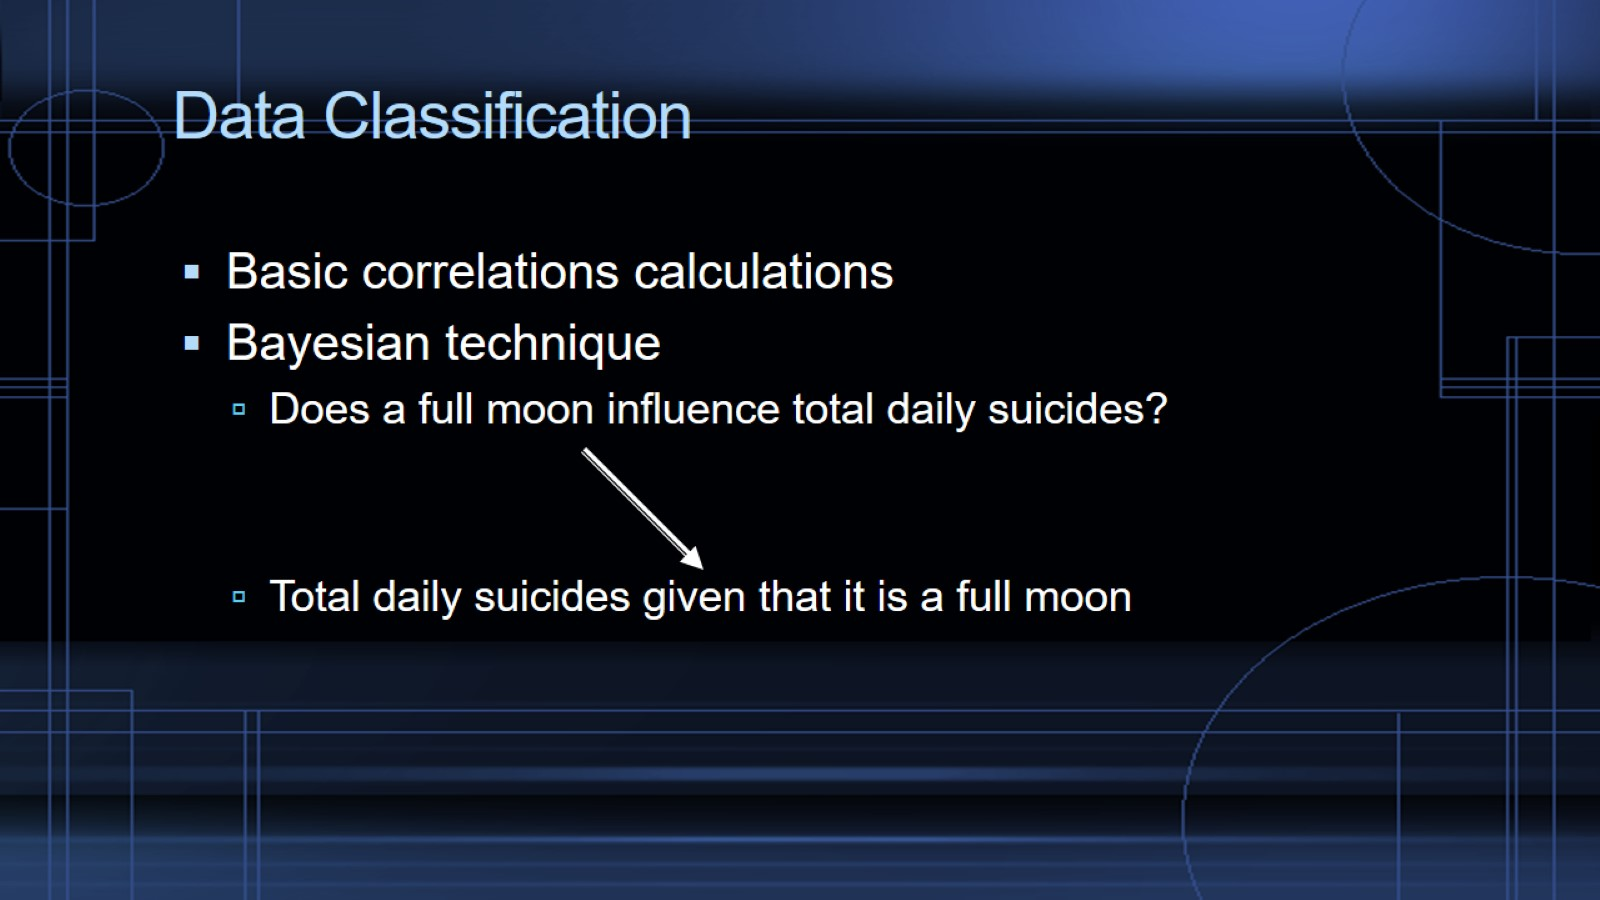 Data Classification
Basic correlations calculations
Bayesian technique
Does a full moon influence total daily suicides?
Total daily suicides given that it is a full moon